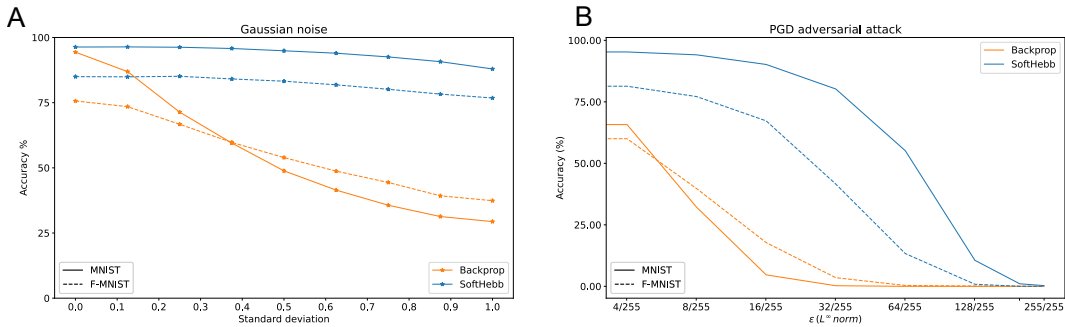 A
Gaussian noise
Accuracy %
100
75
50
25
0
0.0 0.1 0.2 0.3 0.4 0.5 0.6 0.7 0.8 0.9 1.0
Standard deviation
MNIST
F-MNIST
Backprop
SoftHebb
B
PGD adversarial attack
Accuracy (%)
100.00
75.00
50.00
25.00
0.00
4/255 8/255 16/255 32/255 64/255 128/255 255/255
ε (L∞ norm)
Backprop
SoftHebb
MNIST
F-MNIST